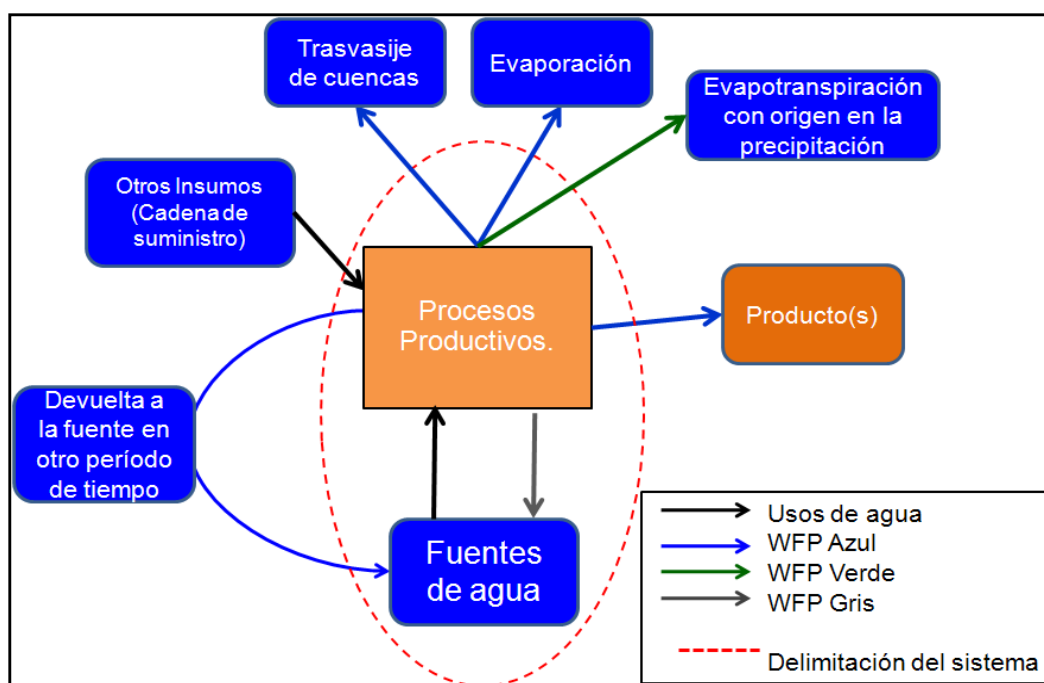 Trasvasije
de cuencas
Evaporación
Evapotranspiración
con origen en la
precipitación
Otros Insumos
(Cadena de
suministro)
Procesos
Productivos.
Producto(s)
Devuelta a
la fuente en
otro período
de tiempo
Fuentes
de agua
Usos de agua
WFP Azul
WFP Verde
WFP Gris
Delimitación del sistema